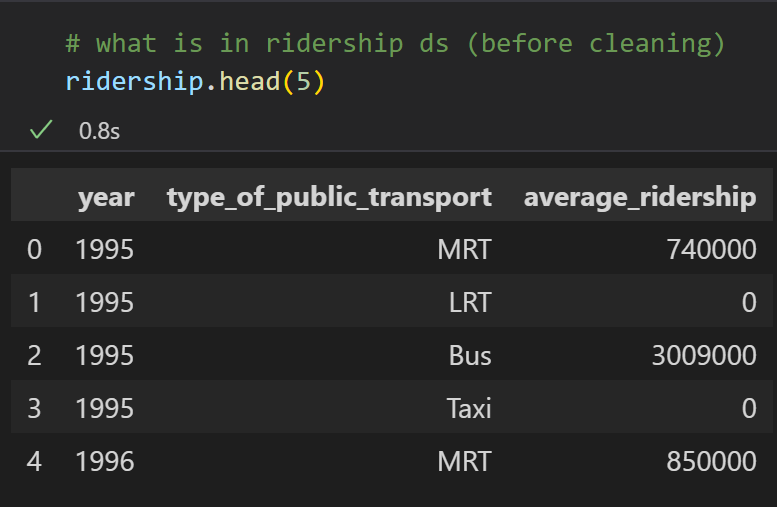 # what is in ridership ds (before cleaning)
ridership.head(5)
0.8s
year type_of_public_transport average_ridership
0 1995 MRT 740000
1 1995 LRT 0
2 1995 Bus 3009000
3 1995 Taxi 0
4 1996 MRT 850000